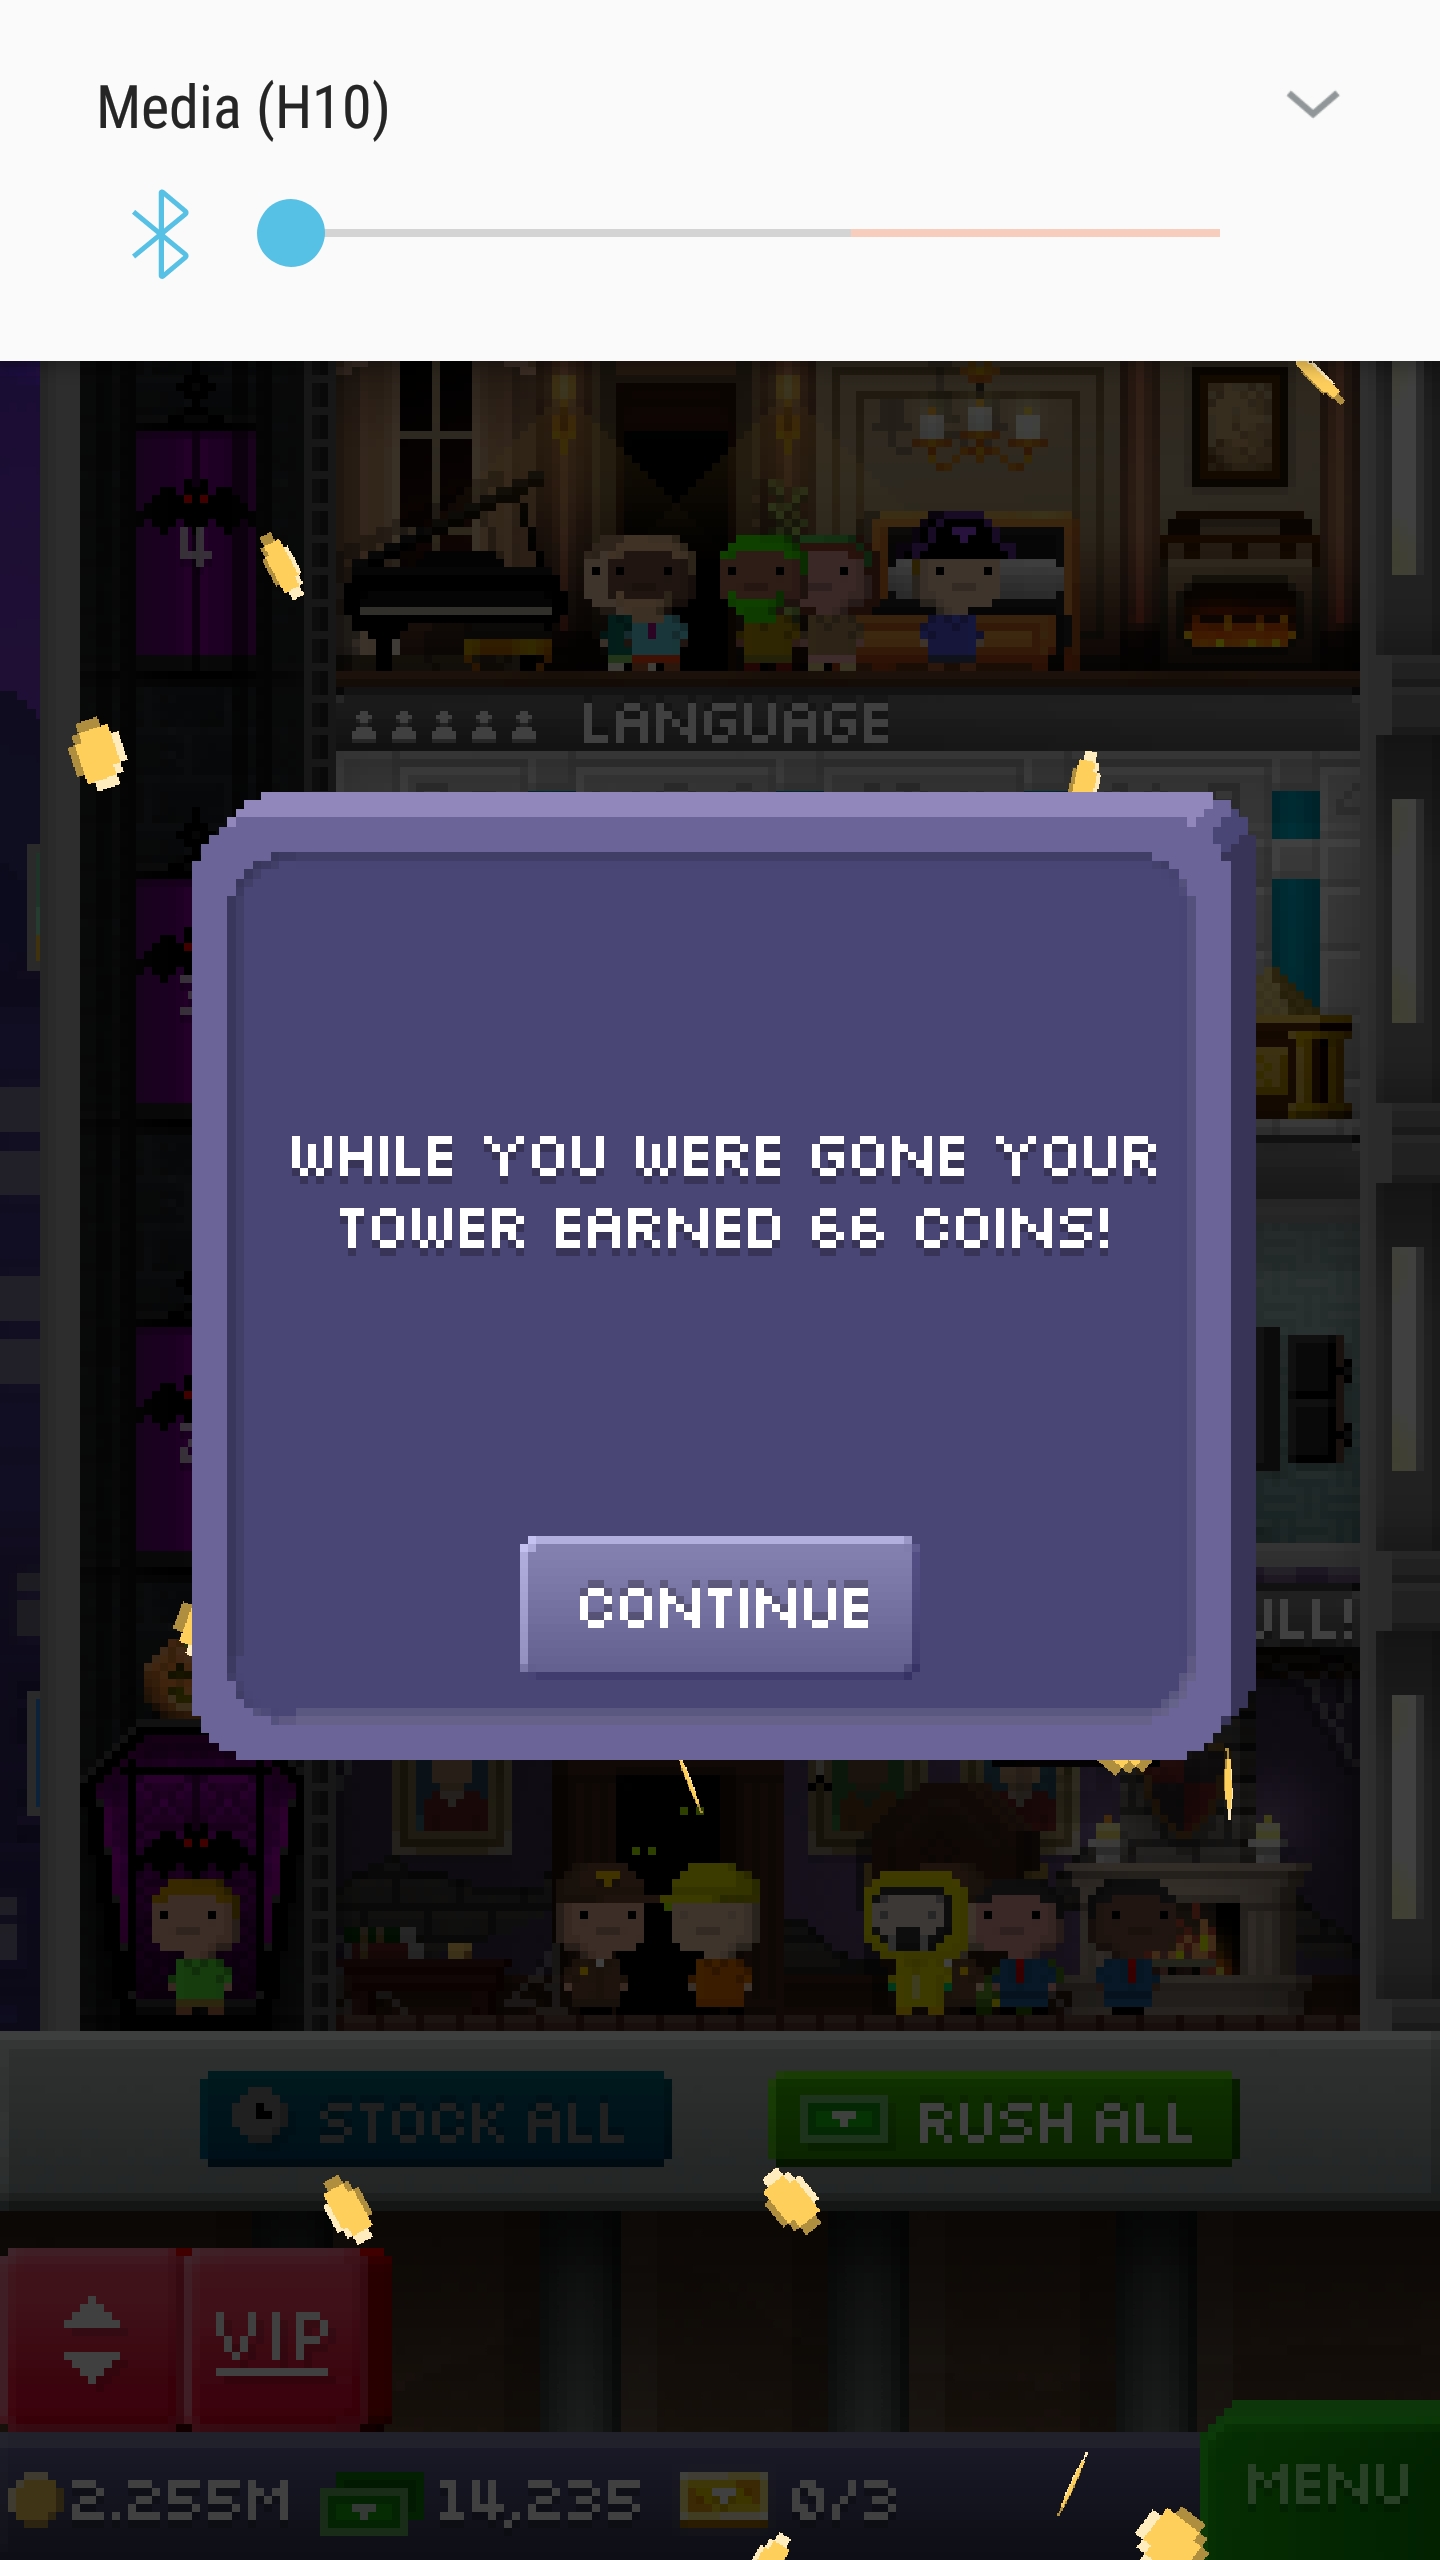 Media (H10)
4
LANGUAGE
WHILE YOU WERE GONE YOUR
TOWER EARNED 66 COINS!
CONTINUE
STOCK ALL
RUSH ALL
VIP
2.255M
14,235
0/3
MENU